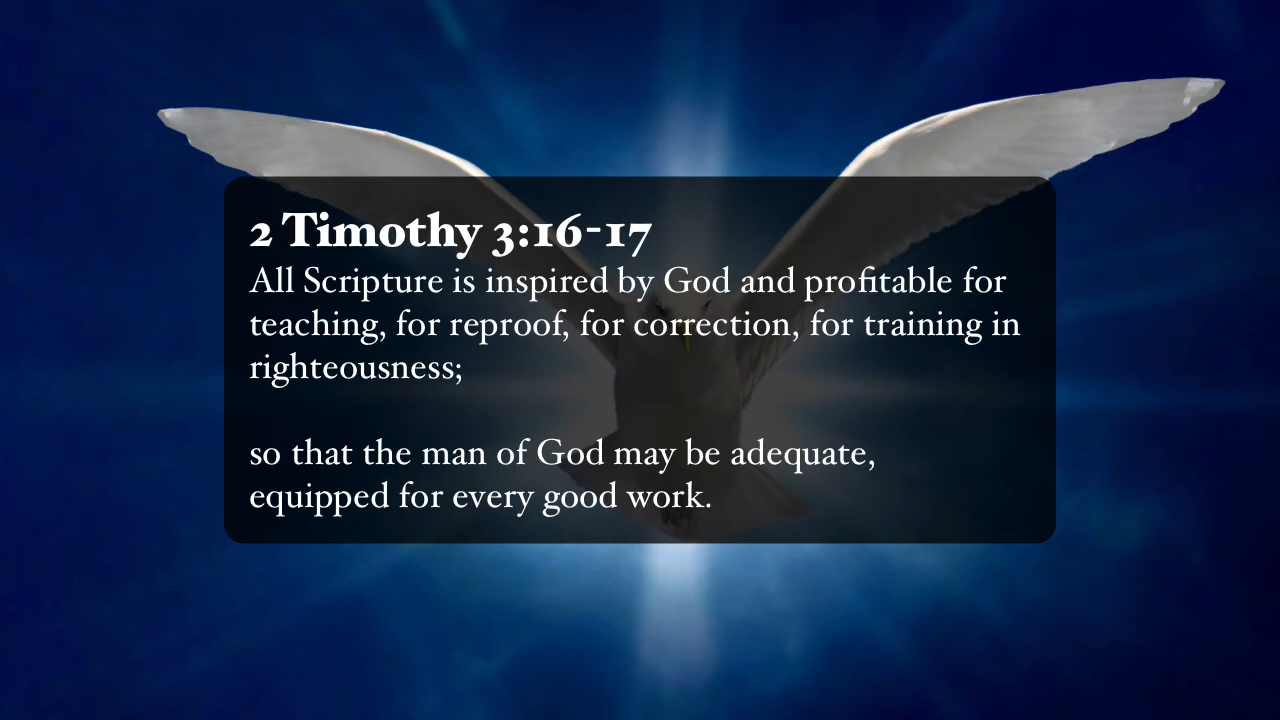 2 Timothy 3:16-17
All Scripture is inspired by God and profitable for
teaching, for reproof, for correction, for training in
righteousness;
so that the man of God may be adequate,
equipped for every good work.